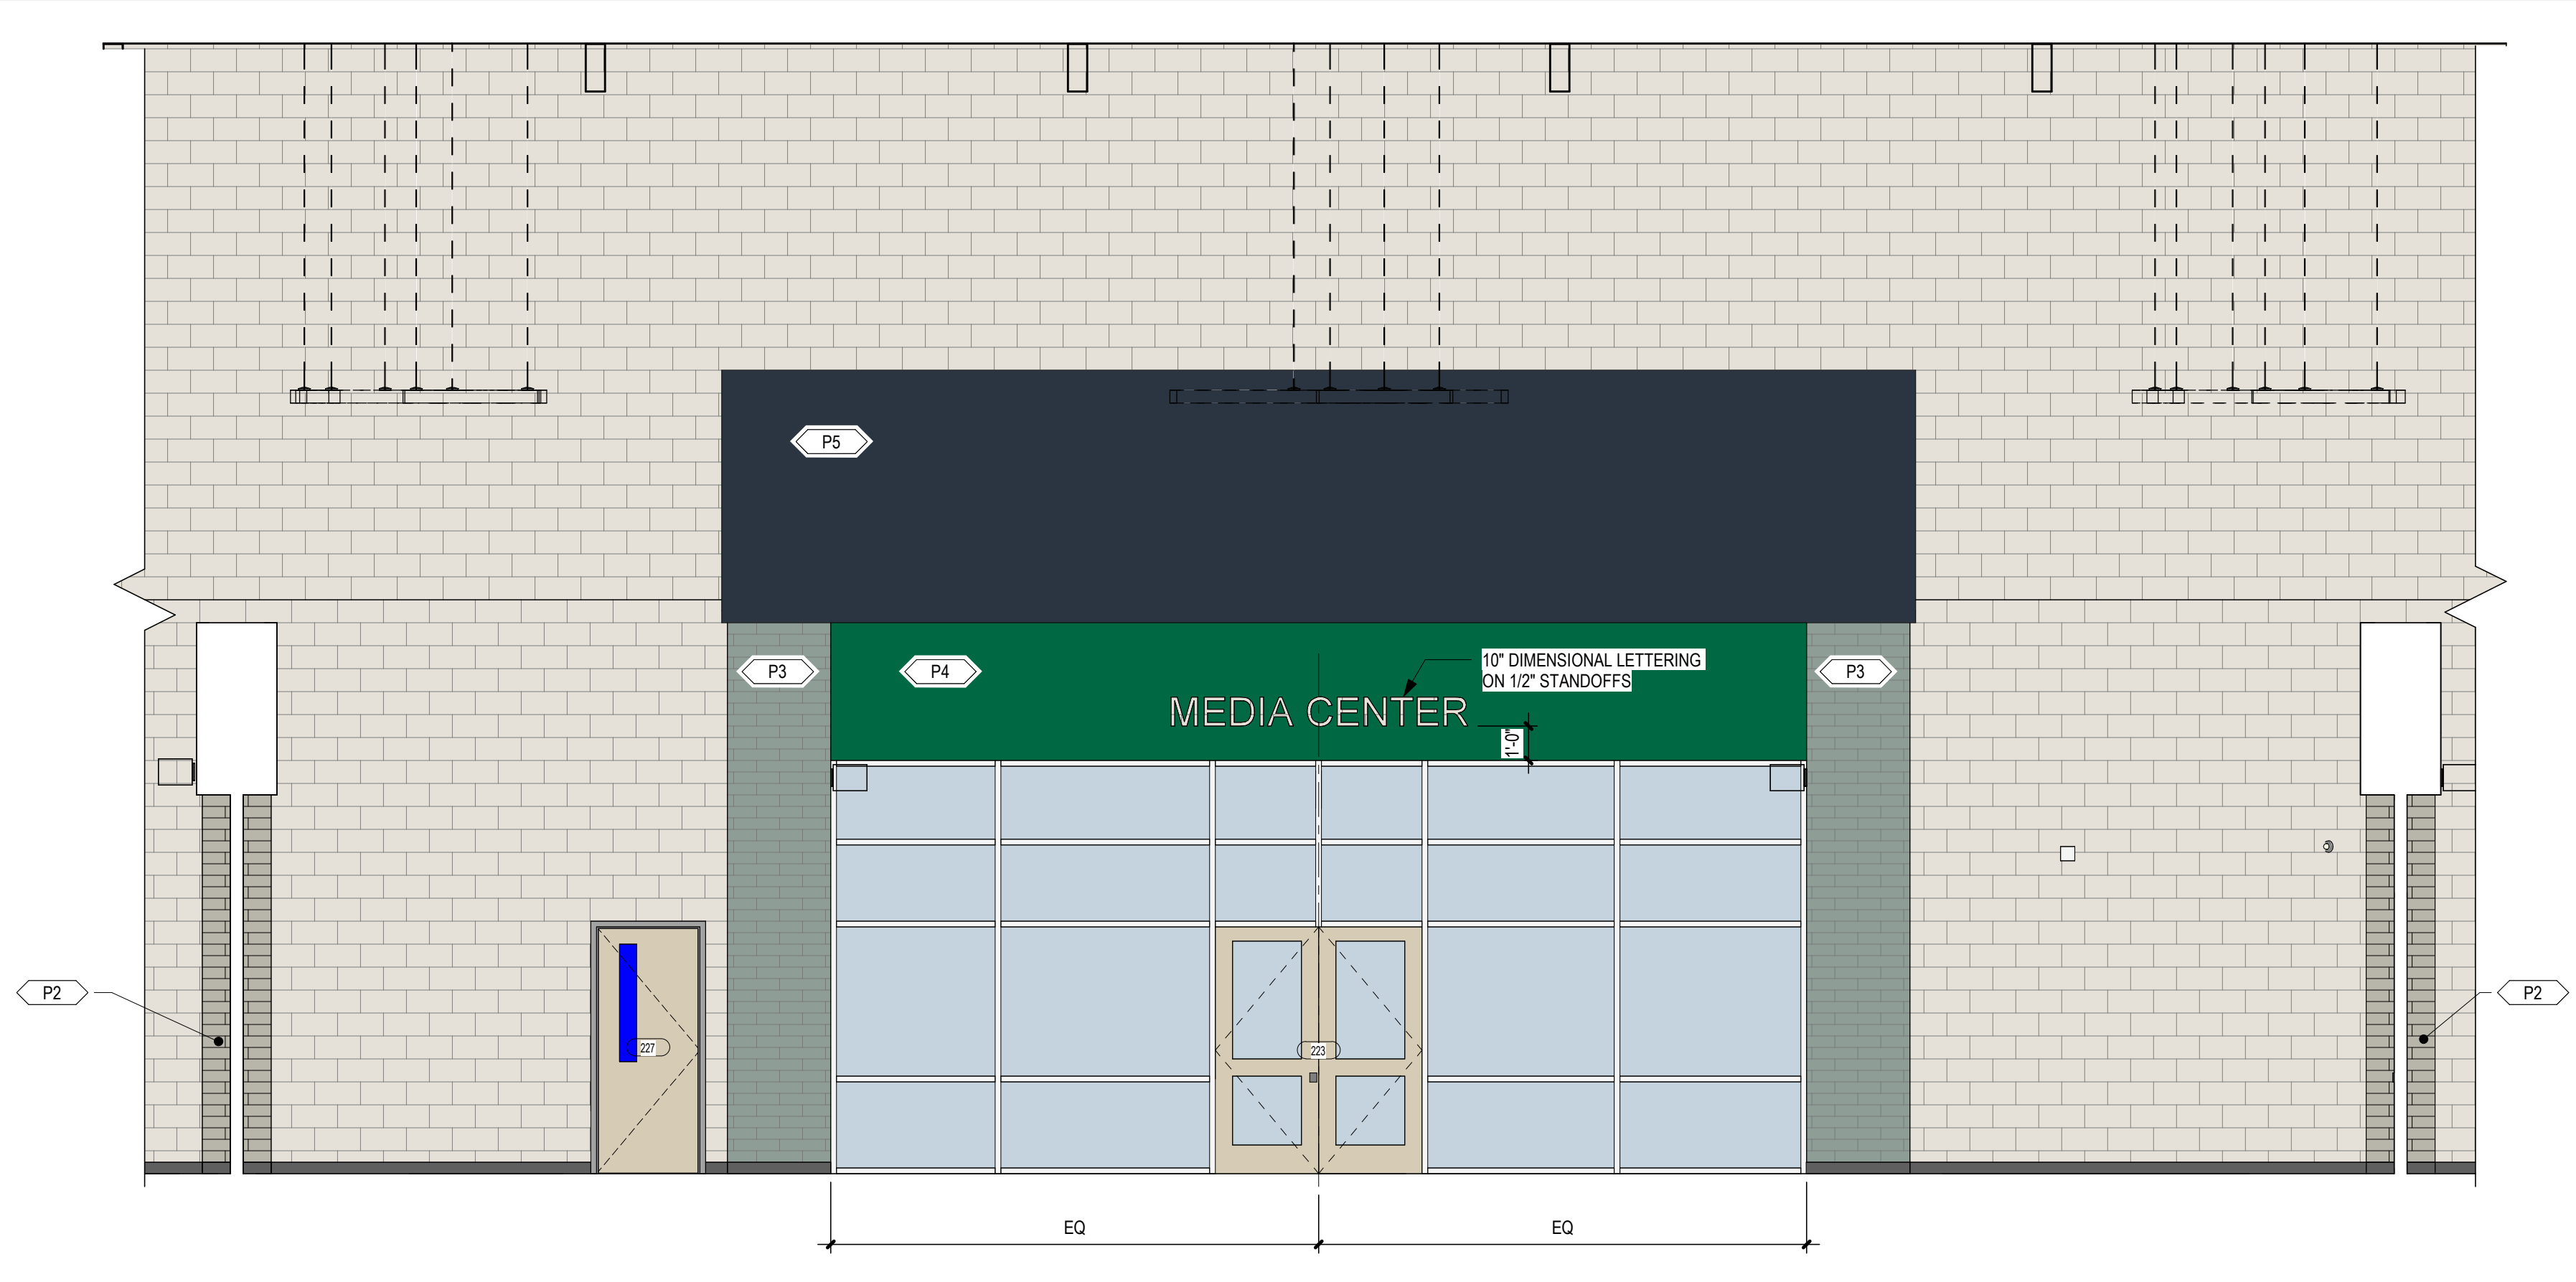 P5
P3
P4
10" DIMENSIONAL LETTERING
ON 1/2" STANDOFFS
P3
MEDIA CENTER
1'-0"
P2
P2
227
223
EQ
EQ